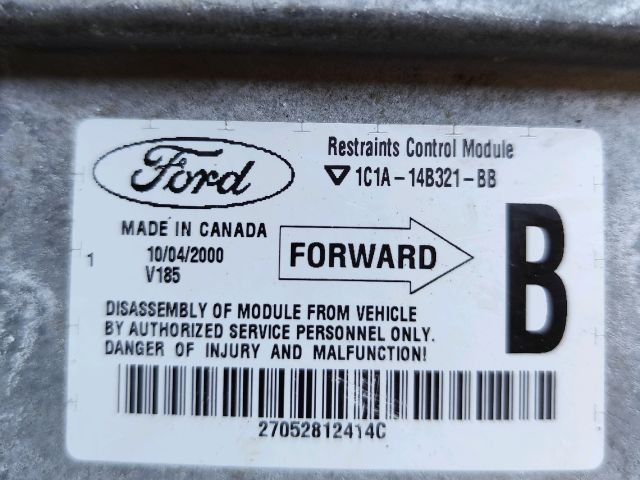 Ford
Restraints Control Module
1C1A-14B321-BB
MADE IN CANADA
10/04/2000
V185
1
FORWARD
B
DISASSEMBLY OF MODULE FROM VEHICLE
BY AUTHORIZED SERVICE PERSONNEL ONLY.
DANGER OF INJURY AND MALFUNCTION!
27052812414C